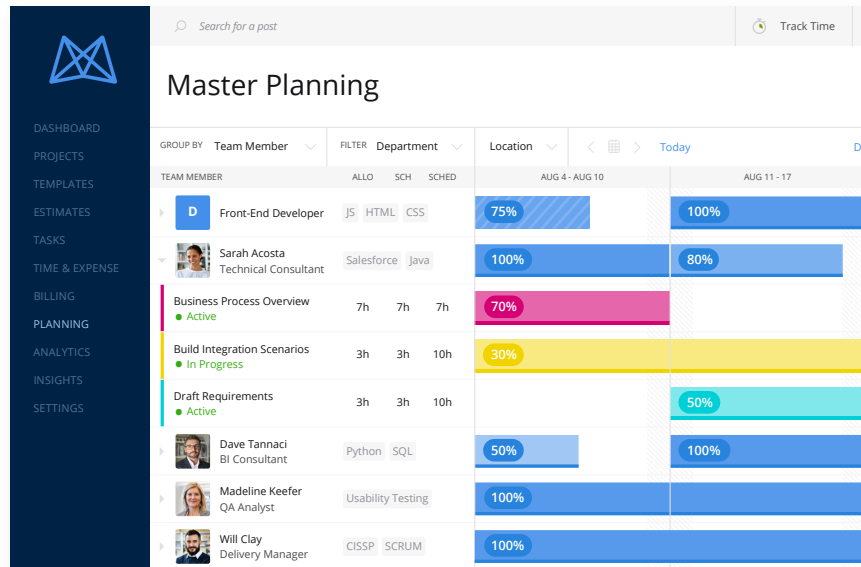 Search for a post
Track Time
Master Planning
DASHBOARD
PROJECTS
TEMPLATES
ESTIMATES
TASKS
TIME & EXPENSE
BILLING
PLANNING
ANALYTICS
INSIGHTS
SETTINGS
GROUP BY Team Member FILTER Department Location Today D
TEAM MEMBER ALLO SCH SCHED AUG 4 - AUG 10 AUG 11 - 17
D Front-End Developer JS HTML CSS 75% 100%
Sarah Acosta
Technical Consultant Salesforce Java 100% 80%
Business Process Overview
Active 7h 7h 7h 70%
Build Integration Scenarios
In Progress 3h 3h 10h 30%
Draft Requirements
Active 3h 3h 10h 50%
Dave Tannaci
BI Consultant Python SQL 50% 100%
Madeline Keefer
QA Analyst Usability Testing 100%
Will Clay
Delivery Manager CISSP SCRUM 100%